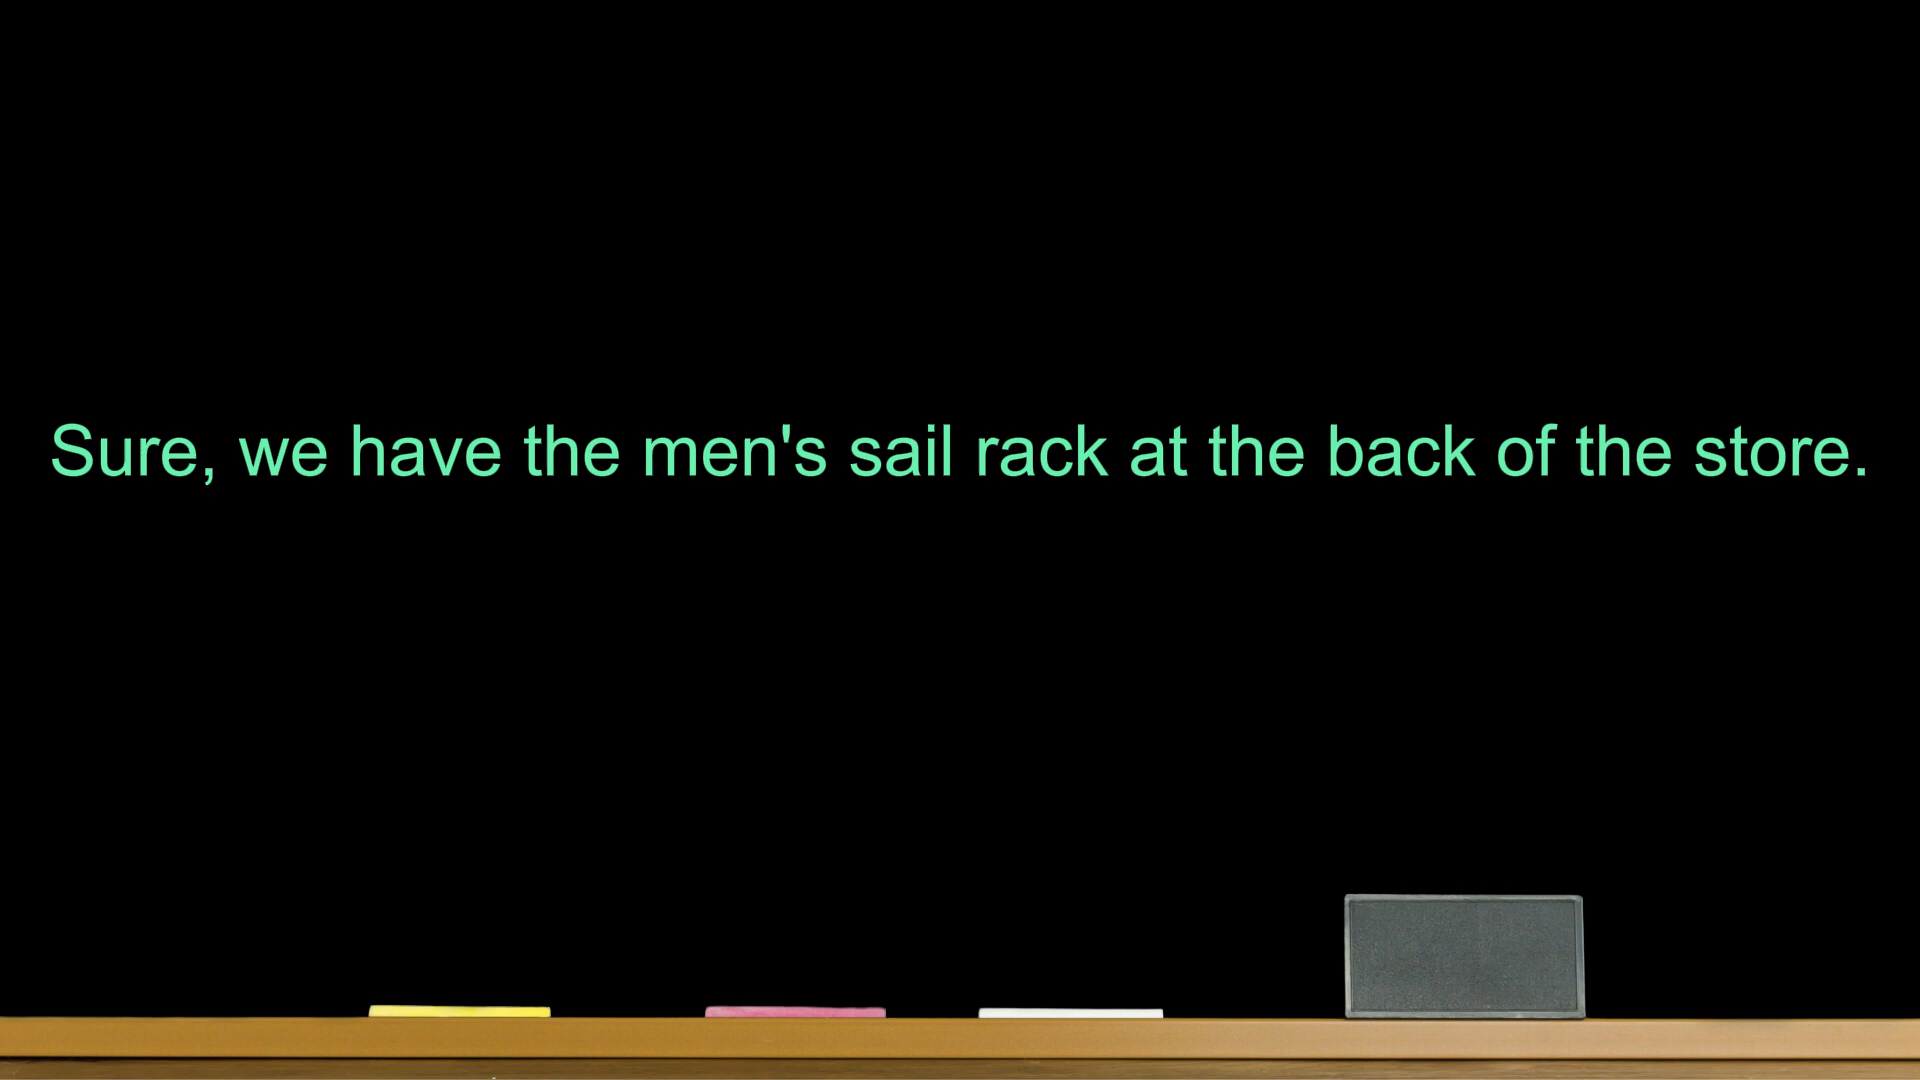 Sure, we have the men's sail rack at the back of the store.